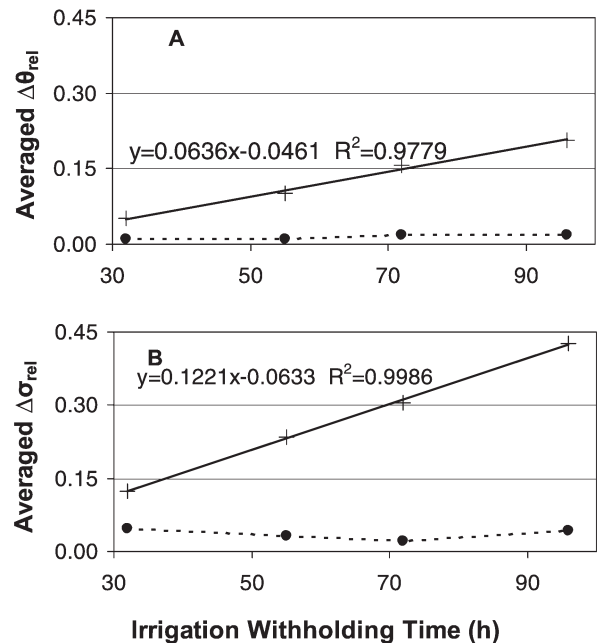 0.45
A
0.30
y=0.0636x-0.0461 R²=0.9779
0.15
0.00
30 50 70 90
Averaged Δθrel
0.45
B
y=0.1221x-0.0633 R²=0.9986
0.30
0.15
0.00
30 50 70 90
Averaged Δσrel
Irrigation Withholding Time (h)